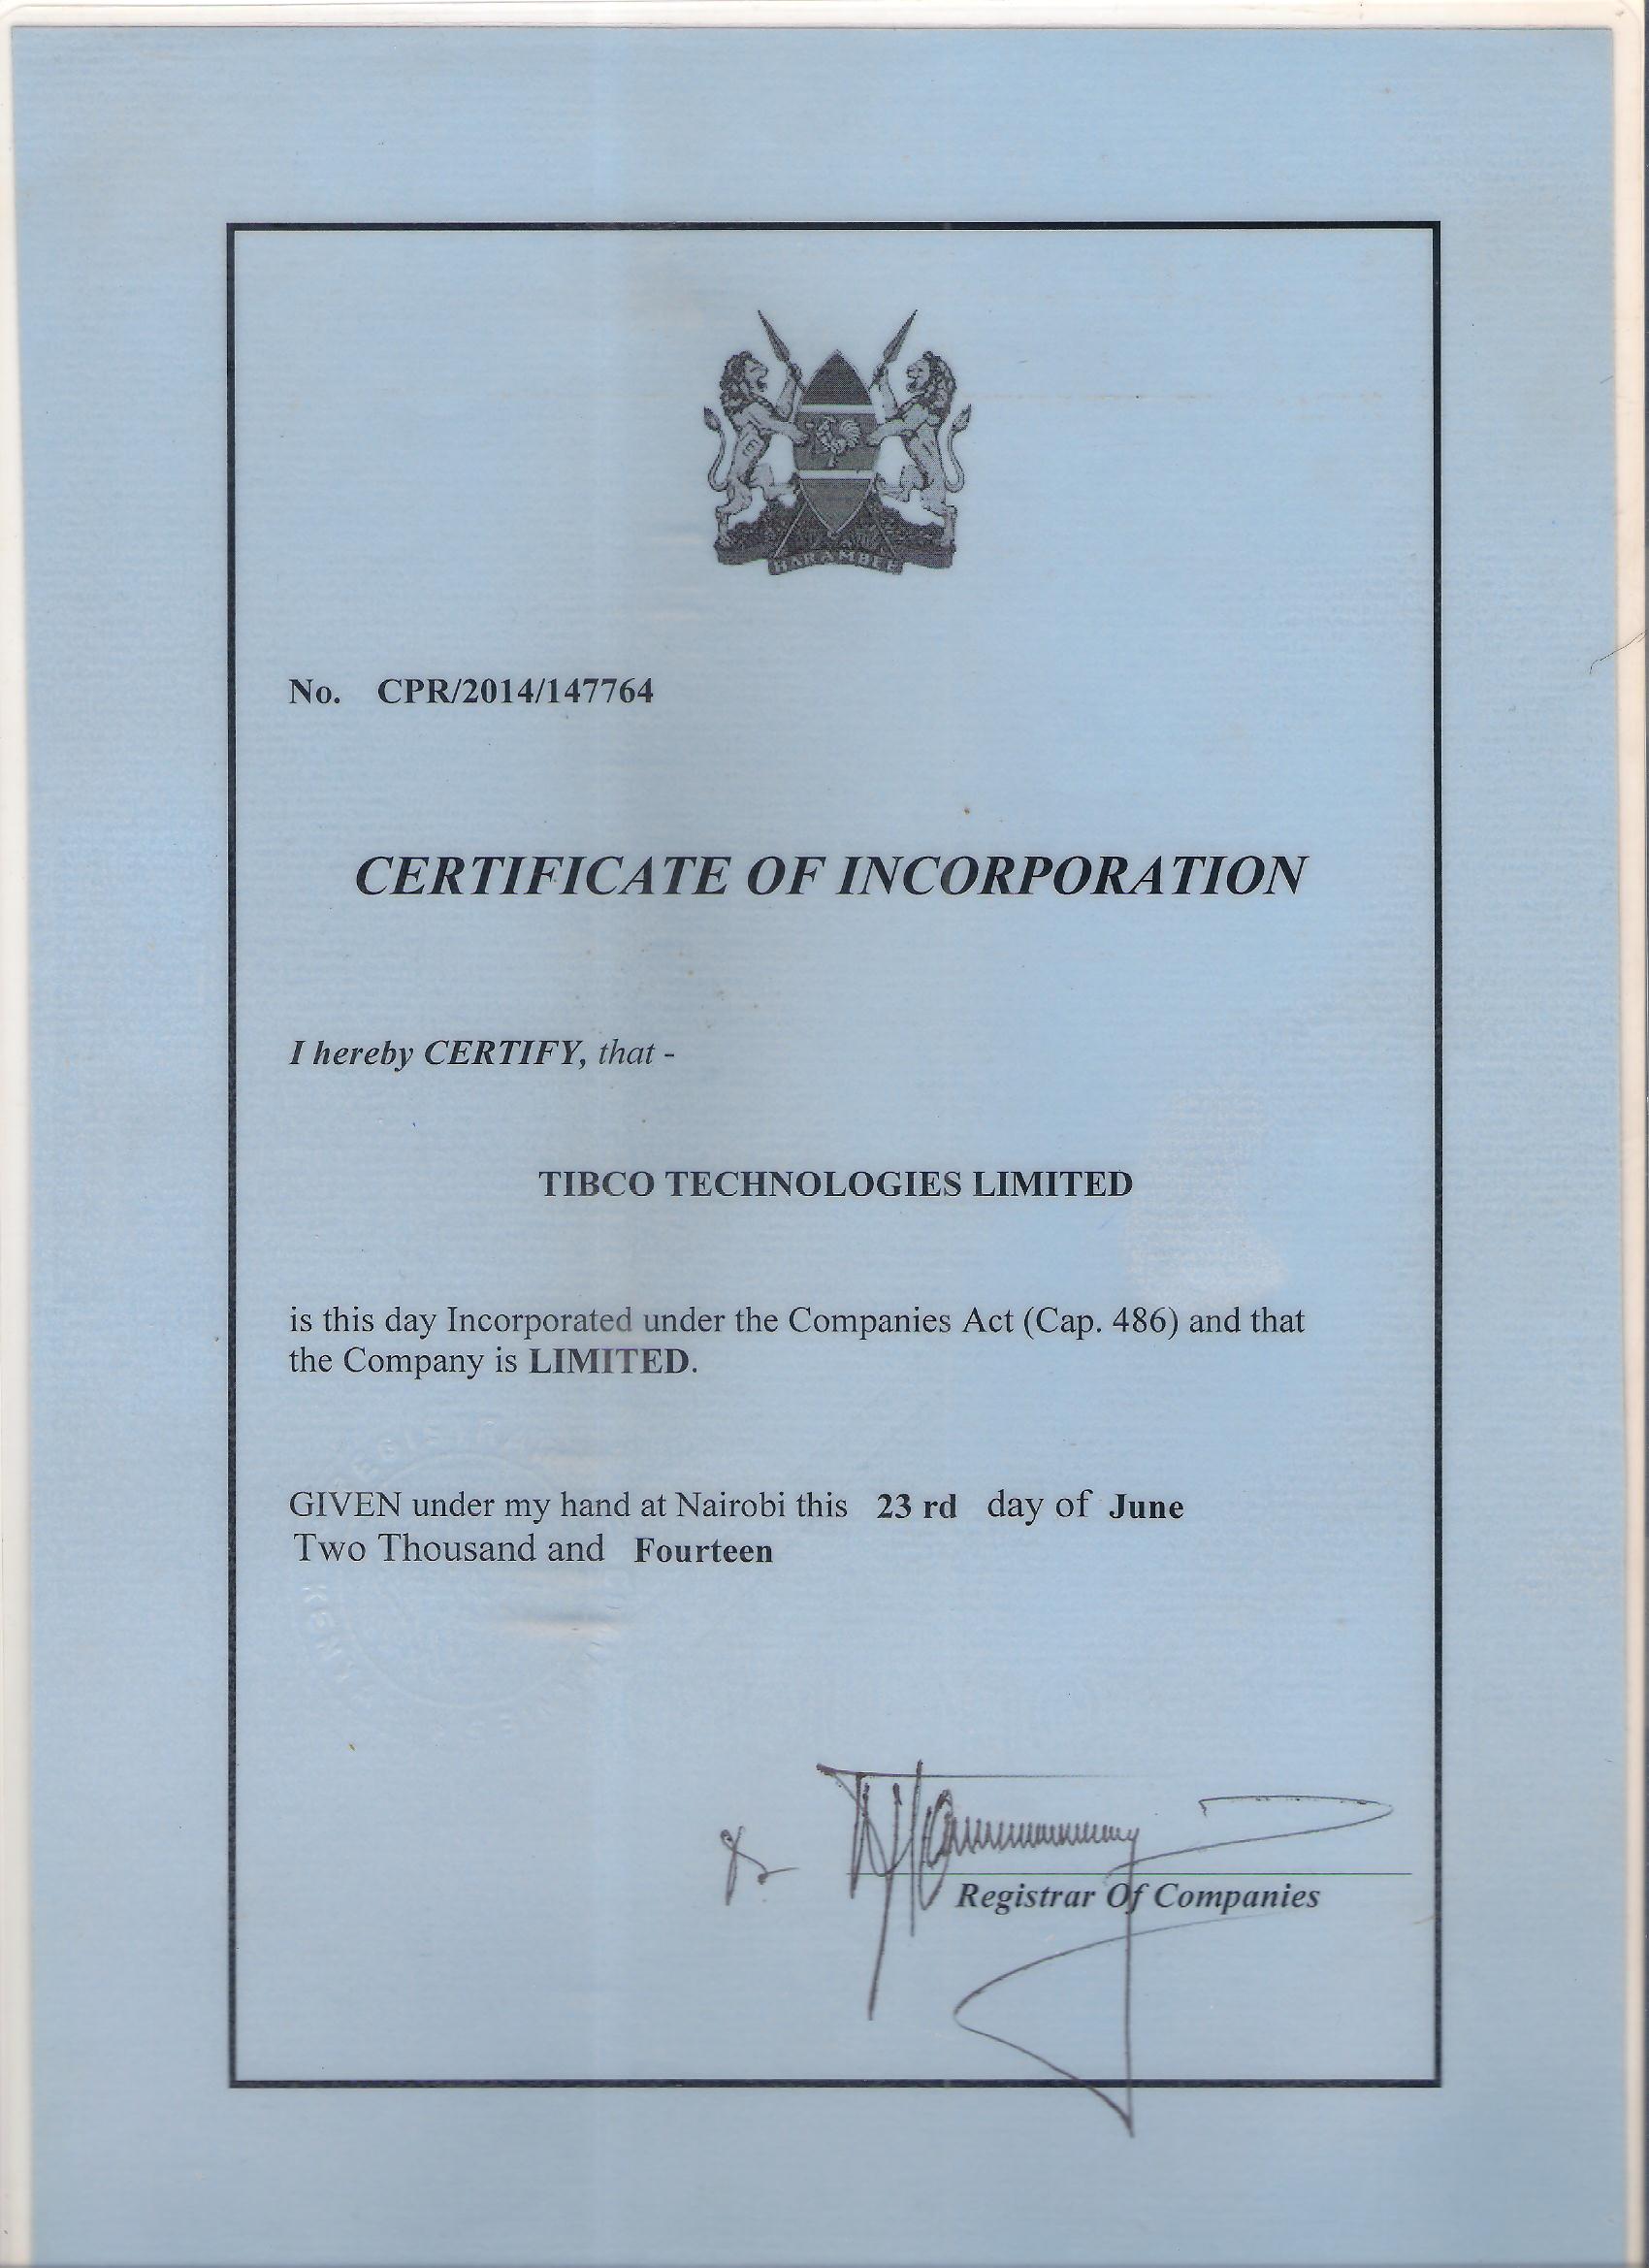 HARAMBEE
No. CPR/2014/147764
CERTIFICATE OF INCORPORATION
I hereby CERTIFY, that -
TIBCO TECHNOLOGIES LIMITED
is this day Incorporated under the Companies Act (Cap. 486) and that
the Company is LIMITED.
REGISTRAR
GIVEN under my hand at Nairobi this 23 rd day of June
Two Thousand and Fourteen
KENYA
Registrar Of Companies